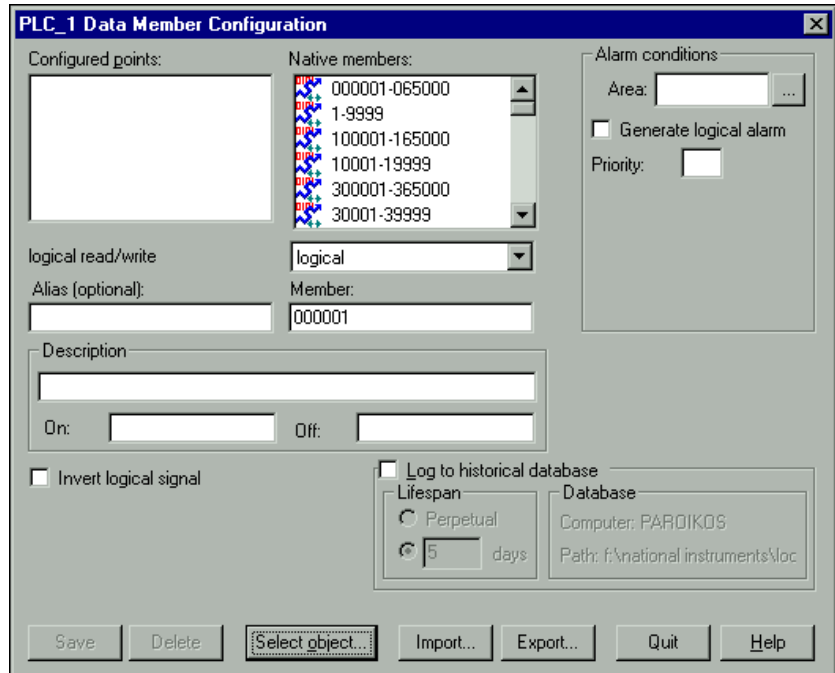 PLC_1 Data Member Configuration
Configured points:
Native members:
000001-065000
1-9999
100001-165000
10001-19999
300001-365000
30001-39999
Alarm conditions
Area:
...
Generate logical alarm
Priority:
logical read/write
logical
Alias (optional):
Member:
000001
Description
On:
Off:
Invert logical signal
Log to historical database
Lifespan
Perpetual
5 days
Database
Computer: PAROIKOS
Path: f:\national instruments\loc
Save Delete Select object... Import... Export... Quit Help